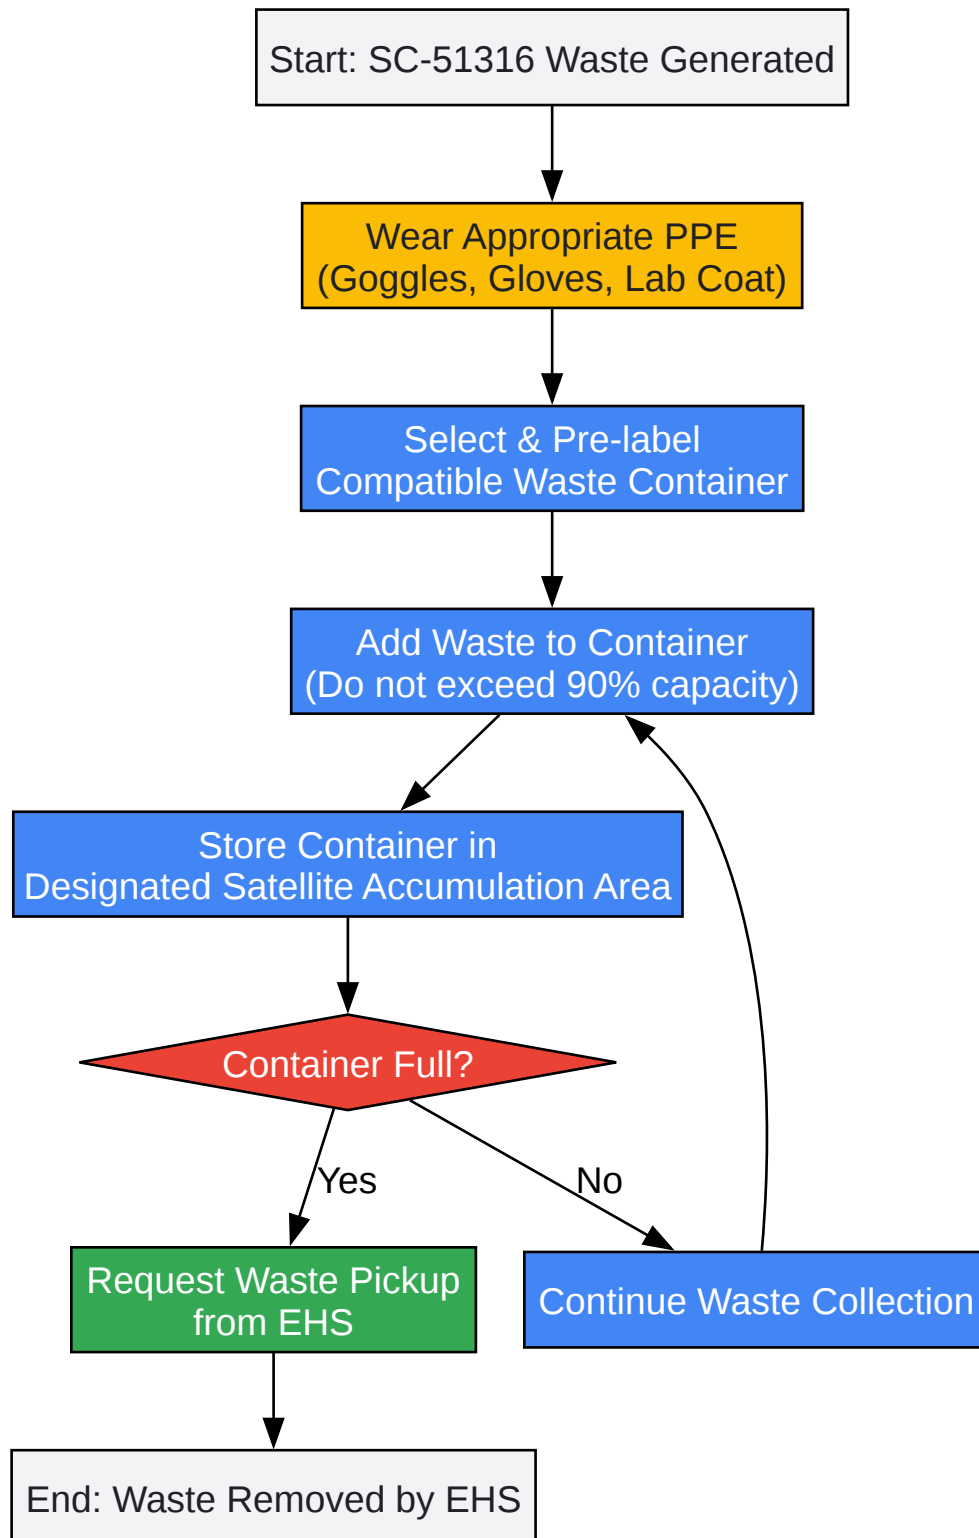 Start: SC-51316 Waste Generated
Wear Appropriate PPE
(Goggles, Gloves, Lab Coat)
Select & Pre-label
Compatible Waste Container
Add Waste to Container
(Do not exceed 90% capacity)
Store Container in
Designated Satellite Accumulation Area
Container Full?
Yes
No
Request Waste Pickup
from EHS
Continue Waste Collection
End: Waste Removed by EHS